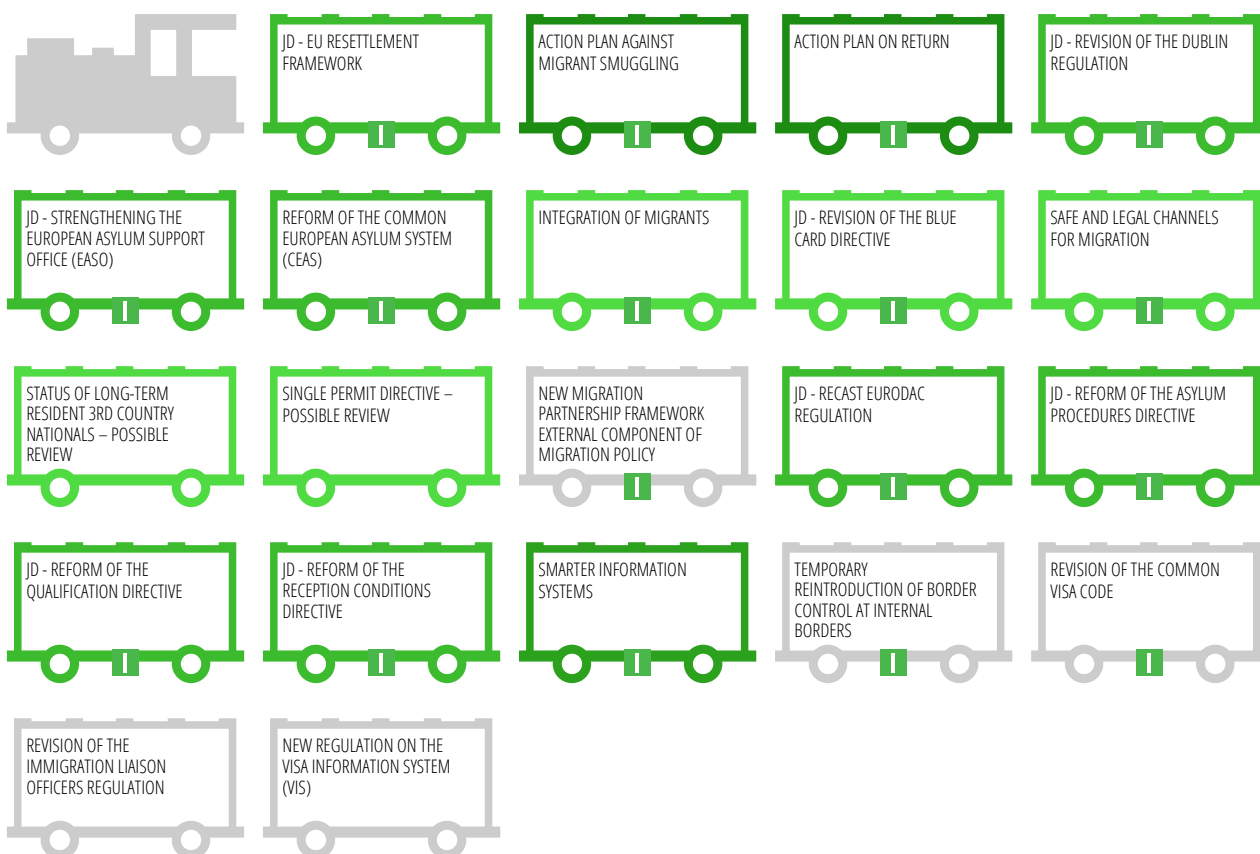 JD - EU RESETTLEMENT
FRAMEWORK
ACTION PLAN AGAINST
MIGRANT SMUGGLING
ACTION PLAN ON RETURN
JD - REVISION OF THE DUBLIN
REGULATION
JD - STRENGTHENING THE
EUROPEAN ASYLUM SUPPORT
OFFICE (EASO)
REFORM OF THE COMMON
EUROPEAN ASYLUM SYSTEM
(CEAS)
INTEGRATION OF MIGRANTS
JD - REVISION OF THE BLUE
CARD DIRECTIVE
SAFE AND LEGAL CHANNELS
FOR MIGRATION
STATUS OF LONG-TERM
RESIDENT 3RD COUNTRY
NATIONALS – POSSIBLE
REVIEW
SINGLE PERMIT DIRECTIVE –
POSSIBLE REVIEW
NEW MIGRATION
PARTNERSHIP FRAMEWORK
EXTERNAL COMPONENT OF
MIGRATION POLICY
JD - RECAST EURODAC
REGULATION
JD - REFORM OF THE ASYLUM
PROCEDURES DIRECTIVE
JD - REFORM OF THE
QUALIFICATION DIRECTIVE
JD - REFORM OF THE
RECEPTION CONDITIONS
DIRECTIVE
SMARTER INFORMATION
SYSTEMS
TEMPORARY
REINTRODUCTION OF BORDER
CONTROL AT INTERNAL
BORDERS
REVISION OF THE COMMON
VISA CODE
REVISION OF THE
IMMIGRATION LIAISON
OFFICERS REGULATION
NEW REGULATION ON THE
VISA INFORMATION SYSTEM
(VIS)